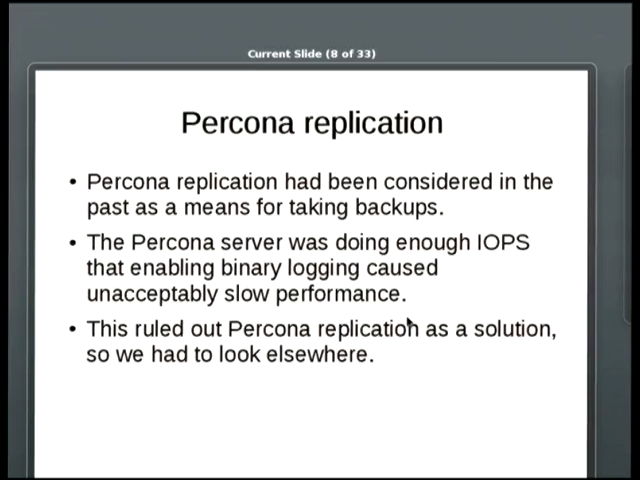 Current Slide (8 of 33)
Percona replication
• Percona replication had been considered in the
past as a means for taking backups.
• The Percona server was doing enough IOPS
that enabling binary logging caused
unacceptably slow performance.
• This ruled out Percona replication as a solution,
so we had to look elsewhere.